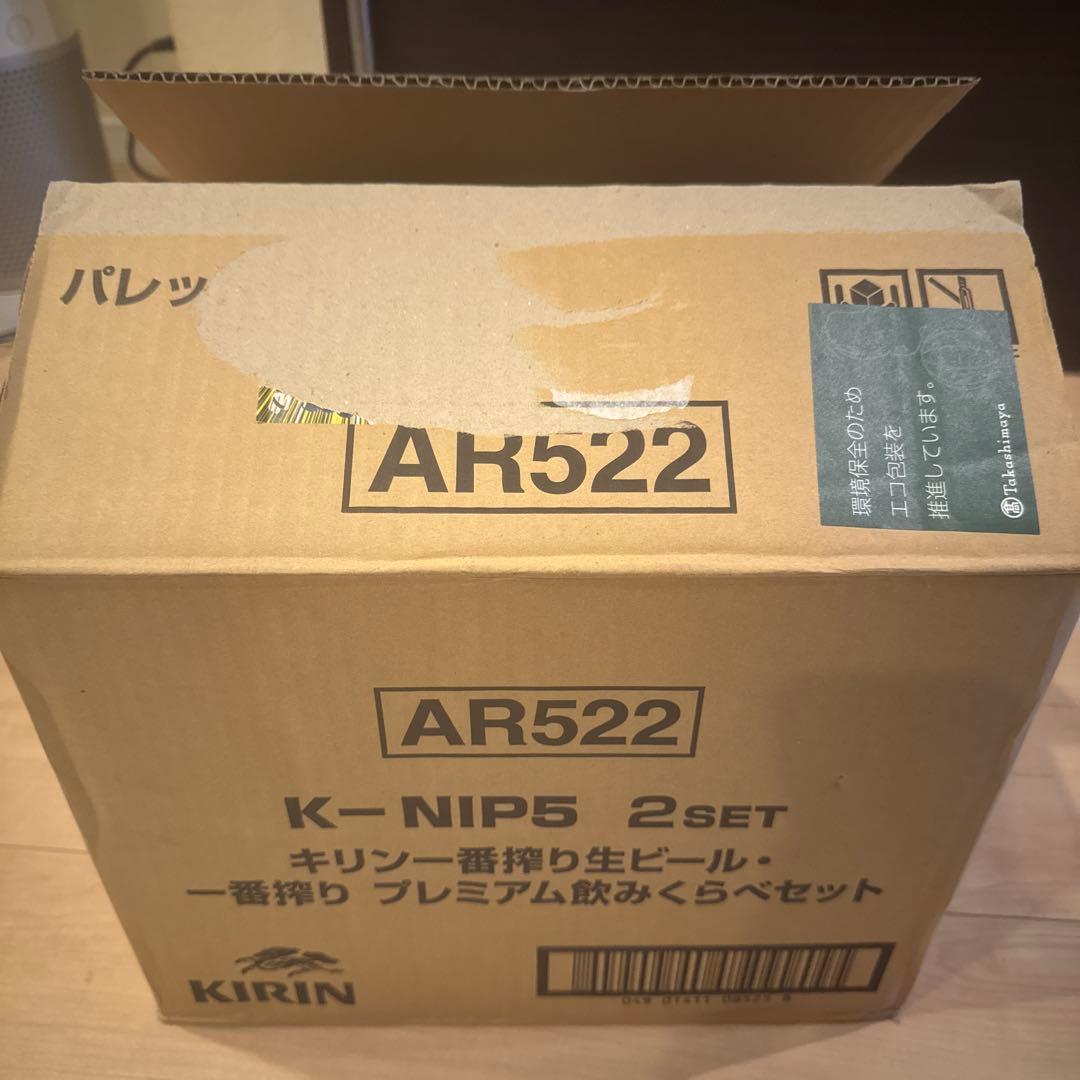 パレッ
AR522
環境保全のため
エコ包装を
推進しています。
髙 Takashimaya
AR522
K－NIP5 2SET
キリン一番搾り生ビール・
一番搾り プレミアム飲みくらべセット
KIRIN